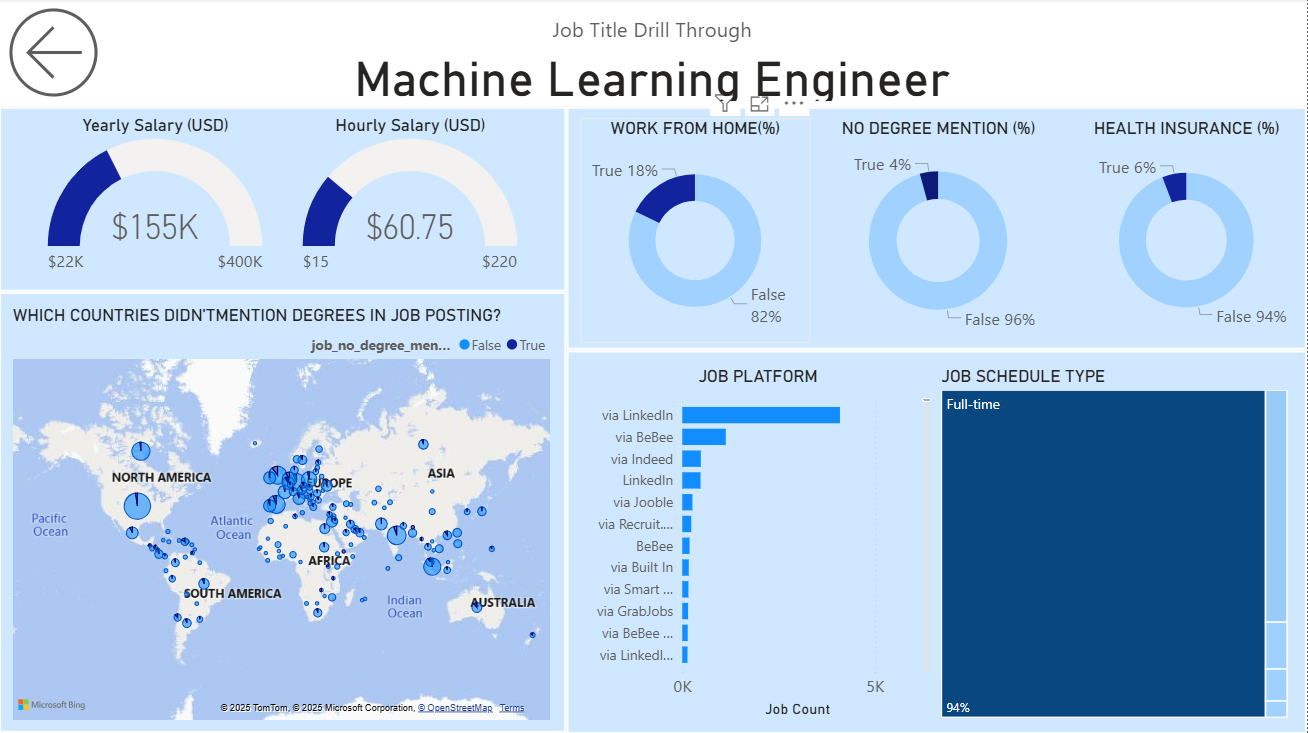 Job Title Drill Through
Machine Learning Engineer
Yearly Salary (USD)
$155K
$22K
$400K
Hourly Salary (USD)
$60.75
$15
$220
WORK FROM HOME(%)
True 18%
False
82%
NO DEGREE MENTION (%)
True 4%
False 96%
HEALTH INSURANCE (%)
True 6%
False 94%
WHICH COUNTRIES DIDN'TMENTION DEGREES IN JOB POSTING?
job_no_degree_men... False True
NORTH AMERICA
EUROPE
ASIA
Pacific
Ocean
Atlantic
Ocean
AFRICA
SOUTH AMERICA
Indian
Ocean
AUSTRALIA
Microsoft Bing
© 2025 TomTom, © 2025 Microsoft Corporation, © OpenStreetMap Terms
JOB PLATFORM
via LinkedIn
via BeBee
via Indeed
LinkedIn
via Jooble
via Recruit....
BeBee
via Built In
via Smart ...
via GrabJobs
via BeBee ...
via LinkedI...
0K
5K
Job Count
JOB SCHEDULE TYPE
Full-time
94%